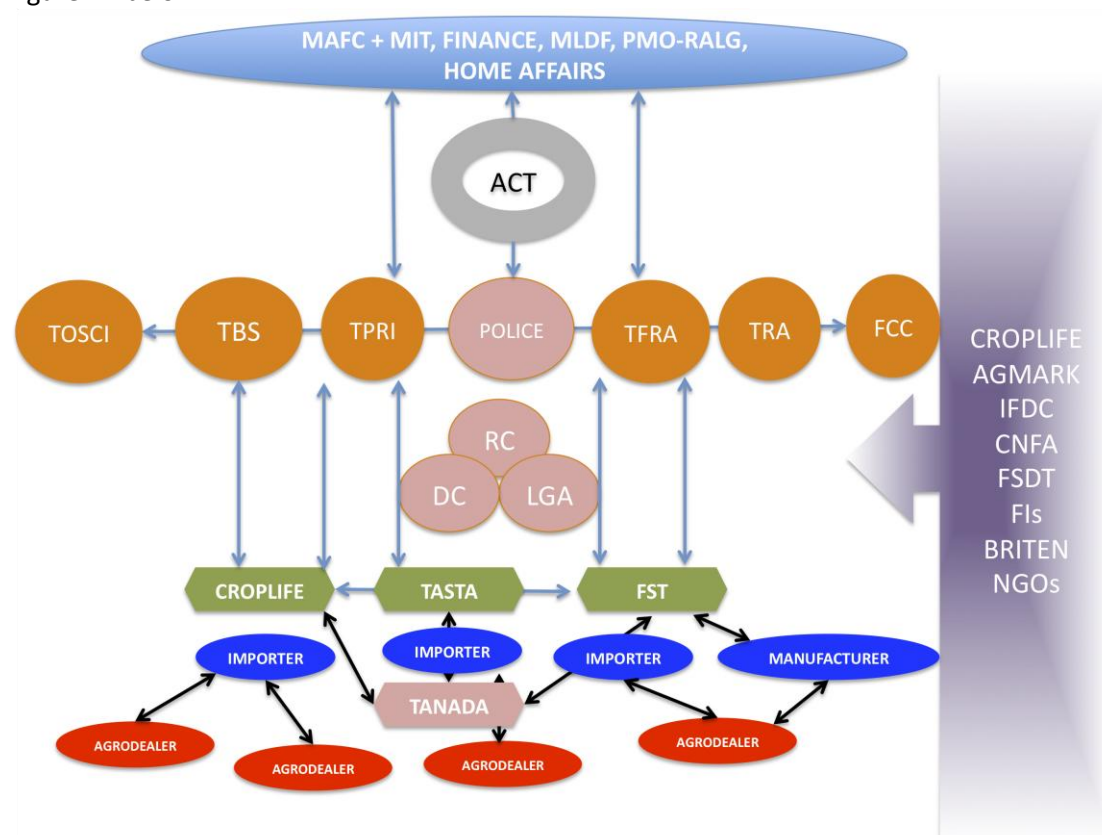 MAFC + MIT, FINANCE, MLDF, PMO-RALG,
HOME AFFAIRS
ACT
TOSCI
TBS
TPRI
POLICE
TFRA
TRA
FCC
RC
DC
LGA
CROPLIFE
TASTA
FST
IMPORTER
IMPORTER
IMPORTER
MANUFACTURER
TANADA
AGRODEALER
AGRODEALER
AGRODEALER
AGRODEALER
CROPLIFE
AGMARK
IFDC
CNFA
FSDT
FIs
BRITEN
NGOs